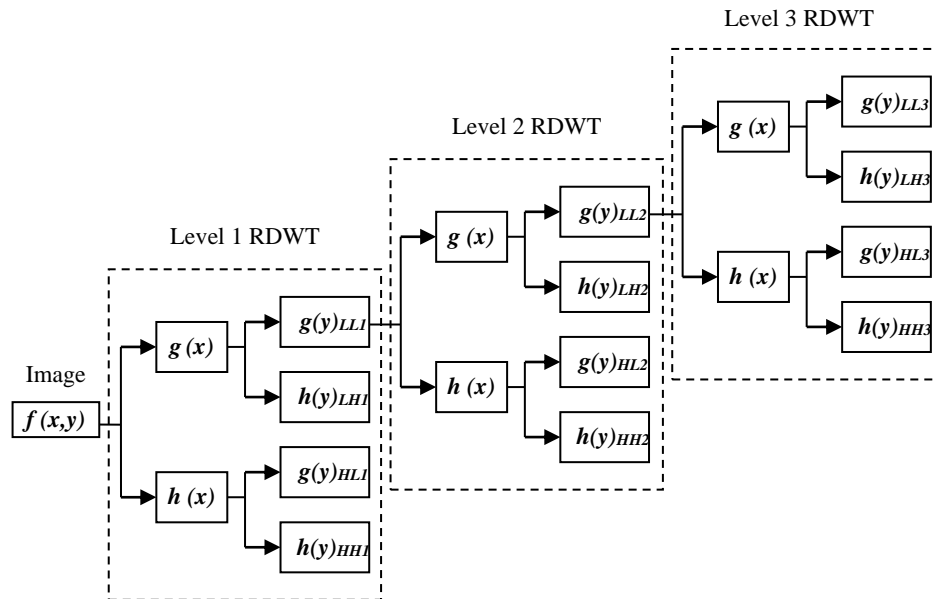 Level 3 RDWT
g(y)LL3
g (x)
h(y)LH3
g(y)HL3
h (x)
h(y)HH3
Level 2 RDWT
g(y)LL2
g (x)
h(y)LH2
g(y)HL2
h (x)
h(y)HH2
Level 1 RDWT
g(y)LL1
g (x)
h(y)LH1
Image
f (x,y)
g(y)HL1
h (x)
h(y)HH1